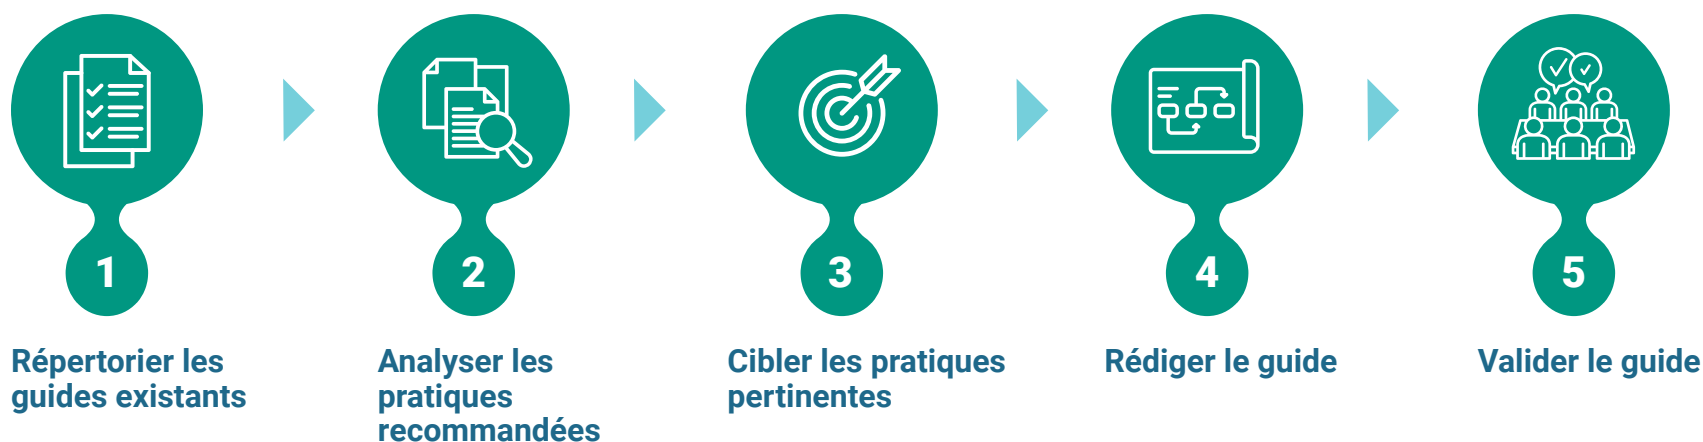 1
Répertorier les
guides existants
2
Analyser les
pratiques
recommandées
3
Cibler les pratiques
pertinentes
4
Rédiger le guide
5
Valider le guide